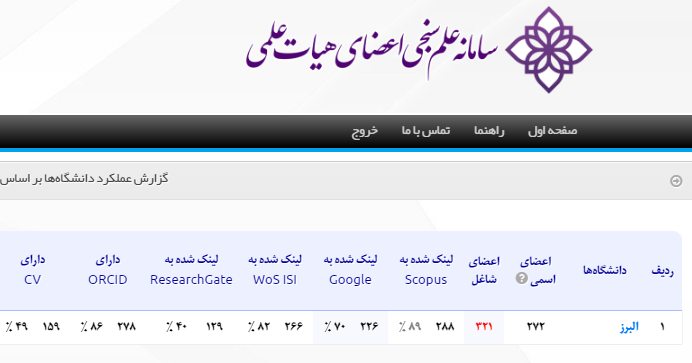 سامانه علم سنجی اعضای هیات علمی
صفحه اول راهنما تماس با ما خروج
گزارش عملکرد دانشگاه‌ها بر اساس
ردیف دانشگاه‌ها اعضای اسمی ? اعضای شاغل لینک شده به Scopus لینک شده به Google لینک شده به WoS ISI لینک شده به ResearchGate دارای ORCID دارای CV
۱ البرز ۲۷۲ ۳۲۱ ۲۸۸ ۸۹ % ۲۲۶ ۷۰ % ۲۶۶ ۸۲ % ۱۲۹ ۴۰ % ۲۷۸ ۸۶ % ۱۵۹ ۴۹ %